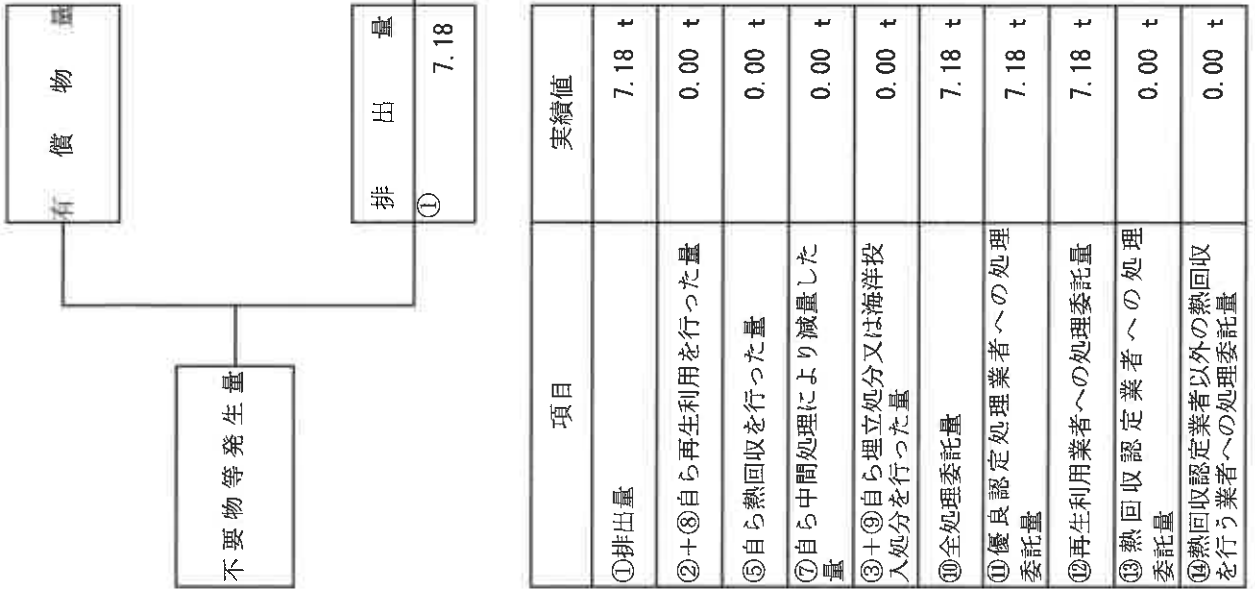 有償物量
不要物等発生量
排出量
① 7.18
項目 実績値
①排出量 7.18 t
②+⑧自ら再生利用を行った量 0.00 t
⑤自ら熱回収を行った量 0.00 t
⑦自ら中間処理により減量した
量 0.00 t
③+⑨自ら埋立処分又は海洋投
入処分を行った量 0.00 t
⑩全処理委託量 7.18 t
⑪優良認定処理業者への処理
委託量 7.18 t
⑫再生利用業者への処理委託量 7.18 t
⑬熱回収認定業者への処理
委託量 0.00 t
⑭熱回収認定業者以外の熱回収
を行う業者への処理委託量 0.00 t